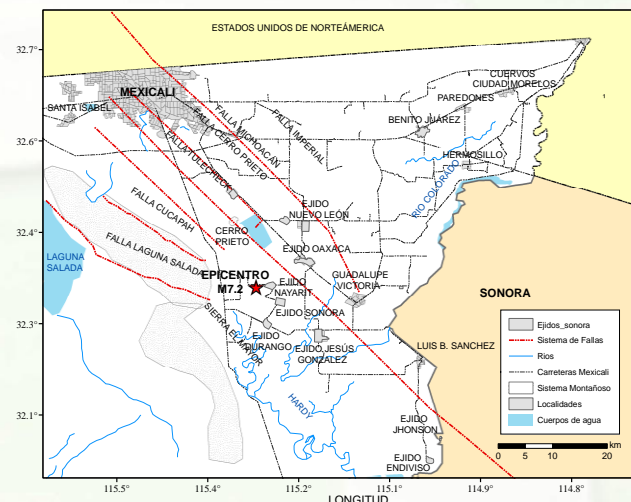 ESTADOS UNIDOS DE NORTEÁMERICA
32.7°
32.6°
32.4°
32.3°
32.1°
MEXICALI
SANTA ISABEL
CUERVOS
CIUDAD MORELOS
PAREDONES
BENITO JUÁREZ
HERMOSILLO
FALLA IMPERIAL
FALLA MICHOACAN
FALLA CERRO PRIETO
FALLA TULECHECK
FALLA CUCAPAH
FALLA LAGUNA SALADA
RIO COLORADO
EJIDO
NUEVO LEÓN
CERRO
PRIETO
EJIDO OAXACA
LAGUNA
SALADA
EPICENTRO
M7.2
EJIDO
NAYARIT
GUADALUPE
VICTORIA
SONORA
EJIDO SONORA
SIERRA EL MAYOR
EJIDO
DURANGO
EJIDO JESÚS
GONZALEZ
LUIS B. SANCHEZ
HARDY
EJIDO
JHONSON
EJIDO
ENDIVISO
Ejidos_sonora
Sistema de Fallas
Rios
Carreteras Mexicali
Sistema Montañoso
Localidades
Cuerpos de agua
0 5 10 20
km
115.5° 115.4° 115.2° 115.1° 114.9° 114.8°
LONGITUD